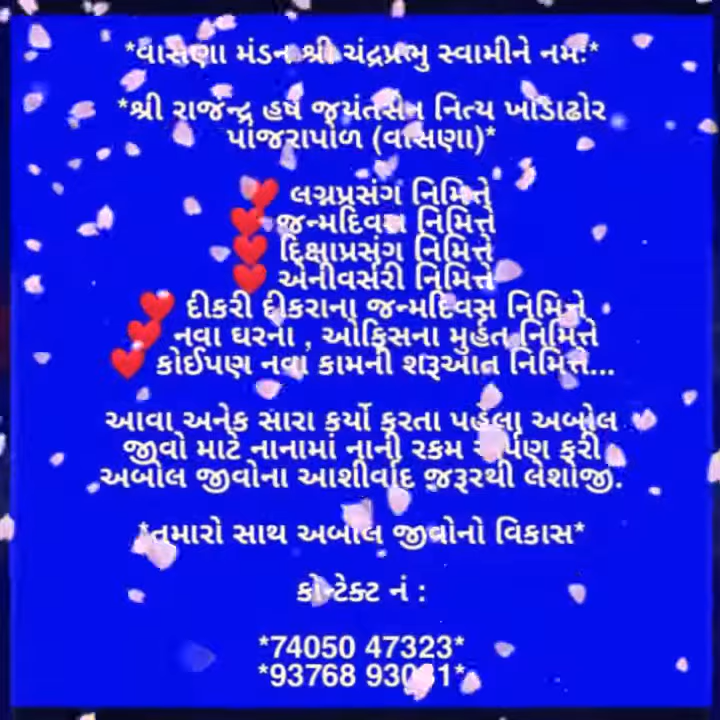 *વાસણા મંડન શ્રી ચંદ્રપ્રભુ સ્વામીને નમઃ*
*શ્રી રાજેન્દ્ર હર્ષ જયંતસેન નિત્ય ખોડાઢોર
પાંજરાપોળ (વાસણા)*
❤️ લગ્નપ્રસંગ નિમિત્તે
❤️ જન્મદિવસ નિમિત્તે
❤️ દિક્ષાપ્રસંગ નિમિત્તે
❤️ એનીવર્સરી નિમિત્તે
❤️ દીકરી દીકરાના જન્મદિવસ નિમિત્તે
❤️ નવા ઘરના , ઓફિસના મુર્હત નિમિત્તે
❤️ કોઈપણ નવા કામની શરૂઆત નિમિત્તે...
આવા અનેક સારા કર્યો કરતા પહેલા અબોલ
જીવો માટે નાનામાં નાની રકમ અર્પણ કરી
અબોલ જીવોના આશીર્વાદ જરૂરથી લેશોજી.
*તમારો સાથ અબોલ જીવોનો વિકાસ*
કોન્ટેક્ટ નં :
*74050 47323*
*93768